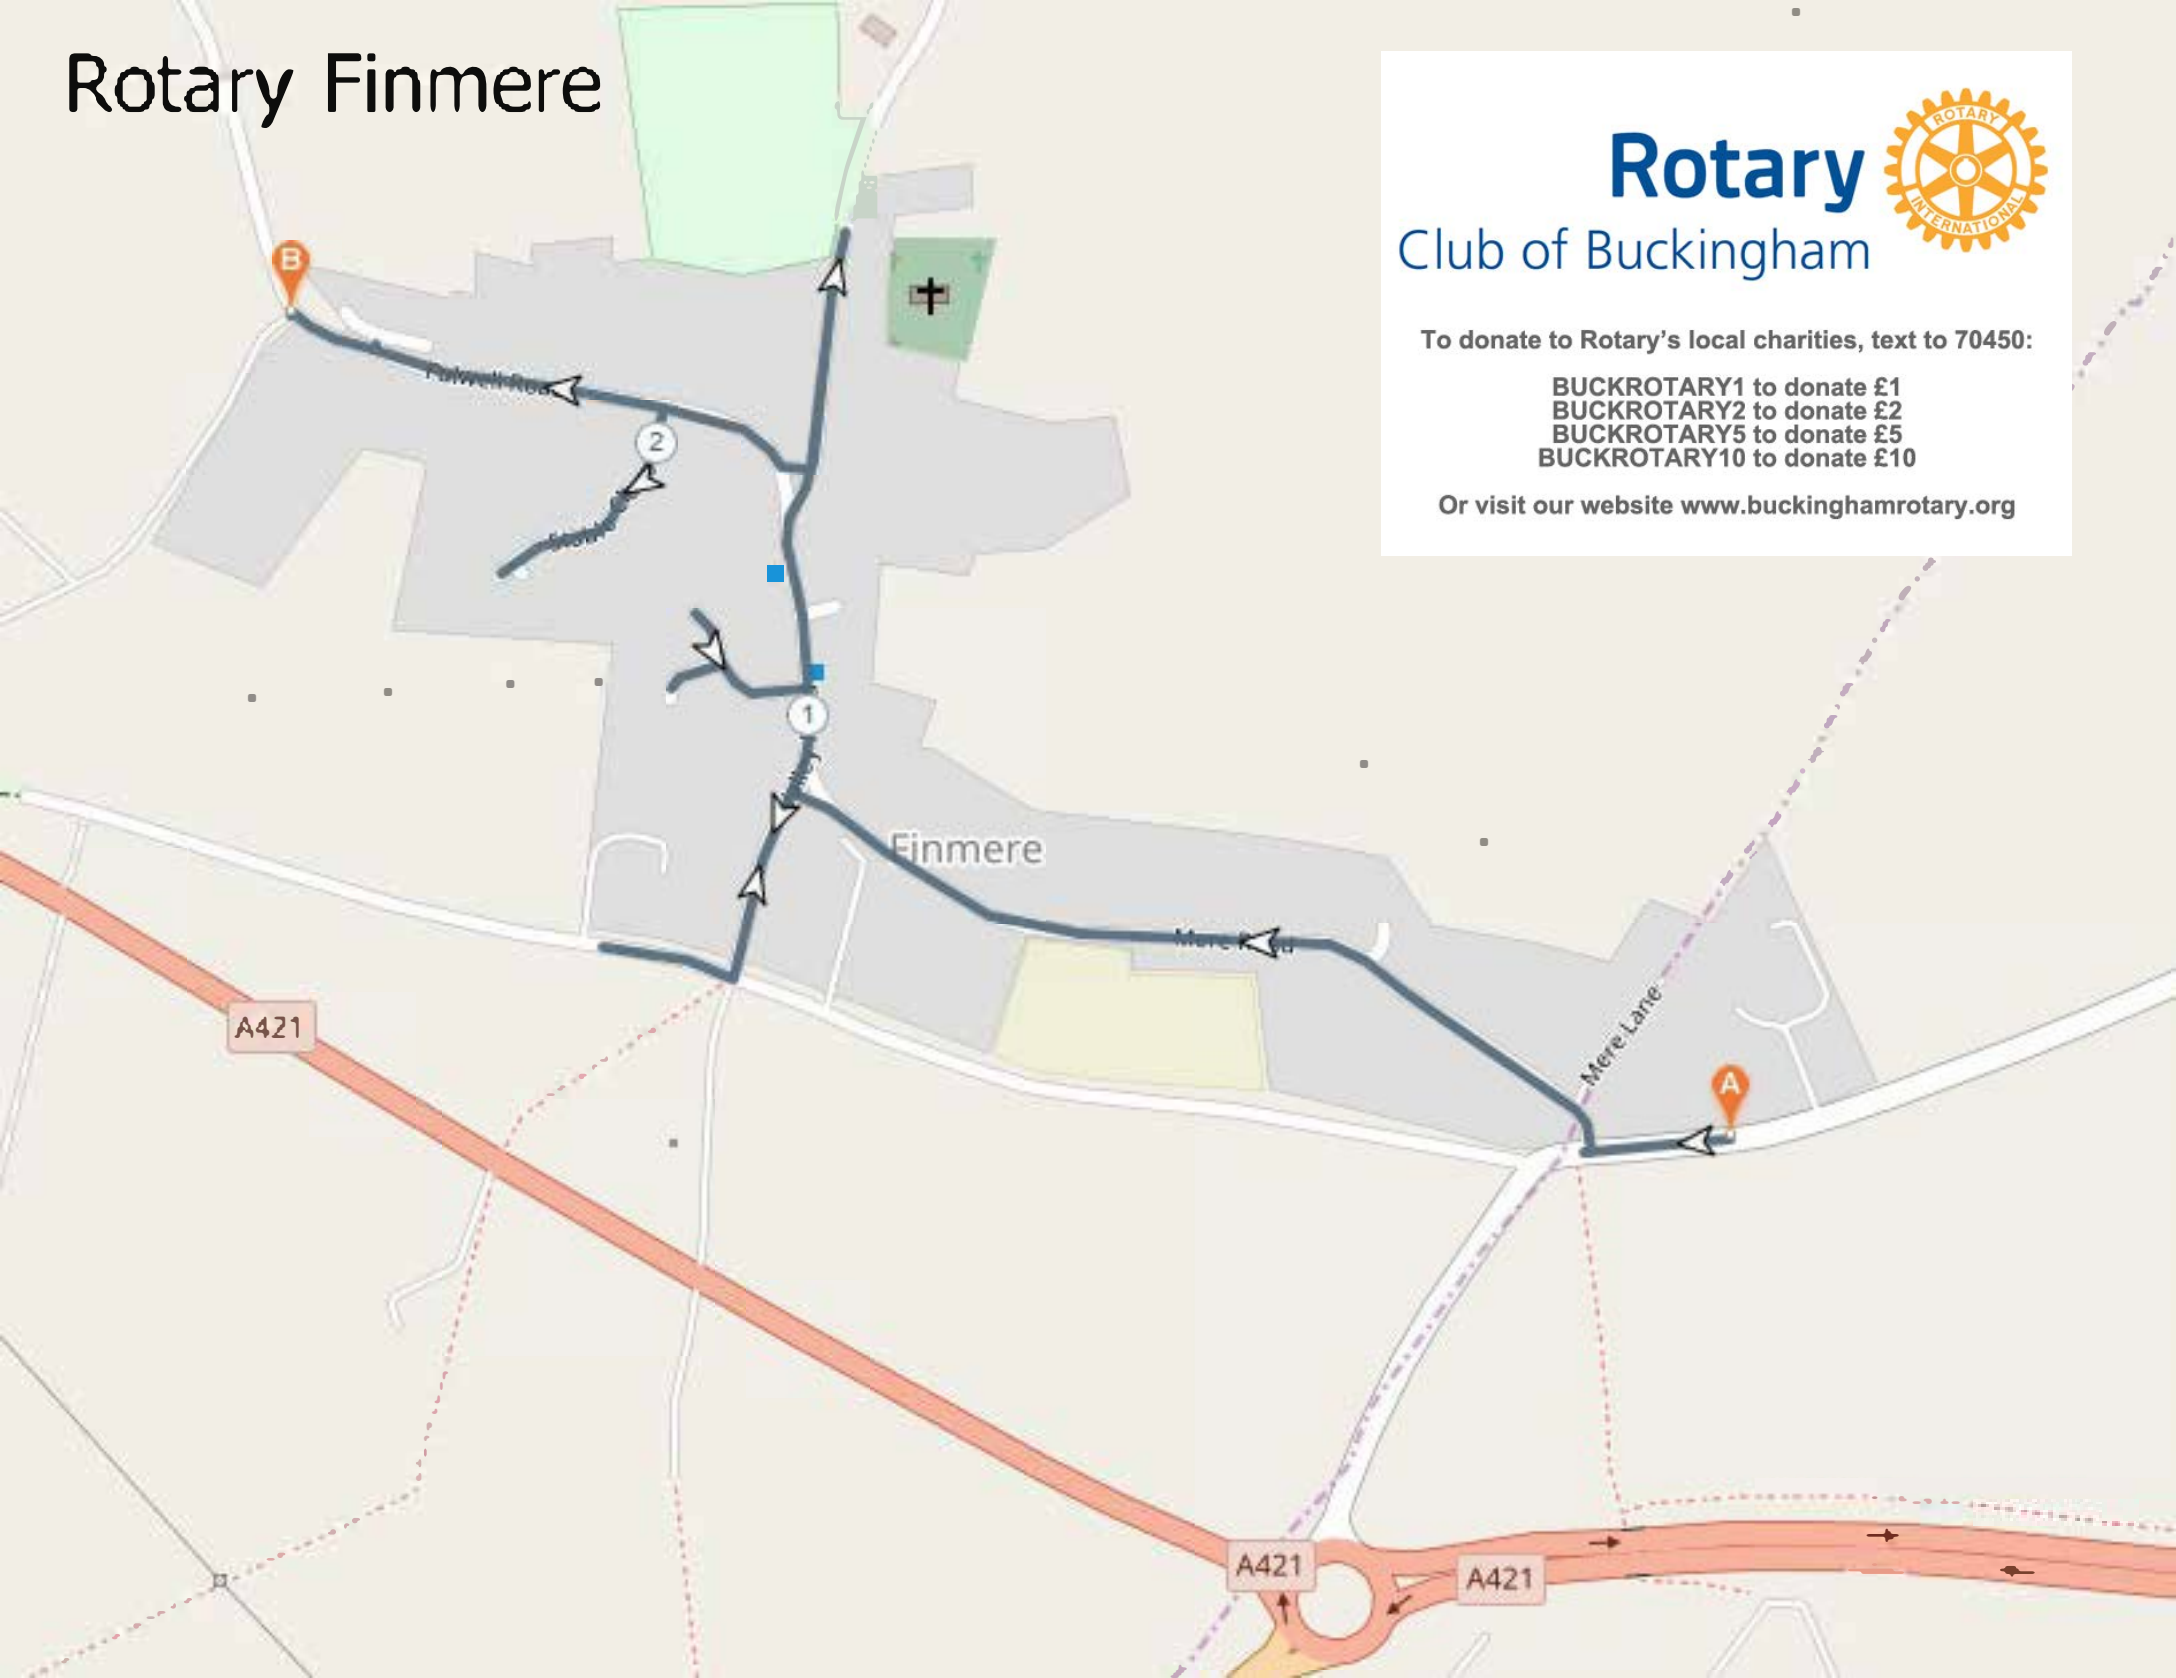 Rotary Finmere
ROTARY
INTERNATIONAL
Rotary
Club of Buckingham
To donate to Rotary's local charities, text to 70450:
BUCKROTARY1 to donate £1
BUCKROTARY2 to donate £2
BUCKROTARY5 to donate £5
BUCKROTARY10 to donate £10
Or visit our website www.buckinghamrotary.org
B
2
1
Finmere
Mere Road
Mere Lane
A
A421
A421
A421